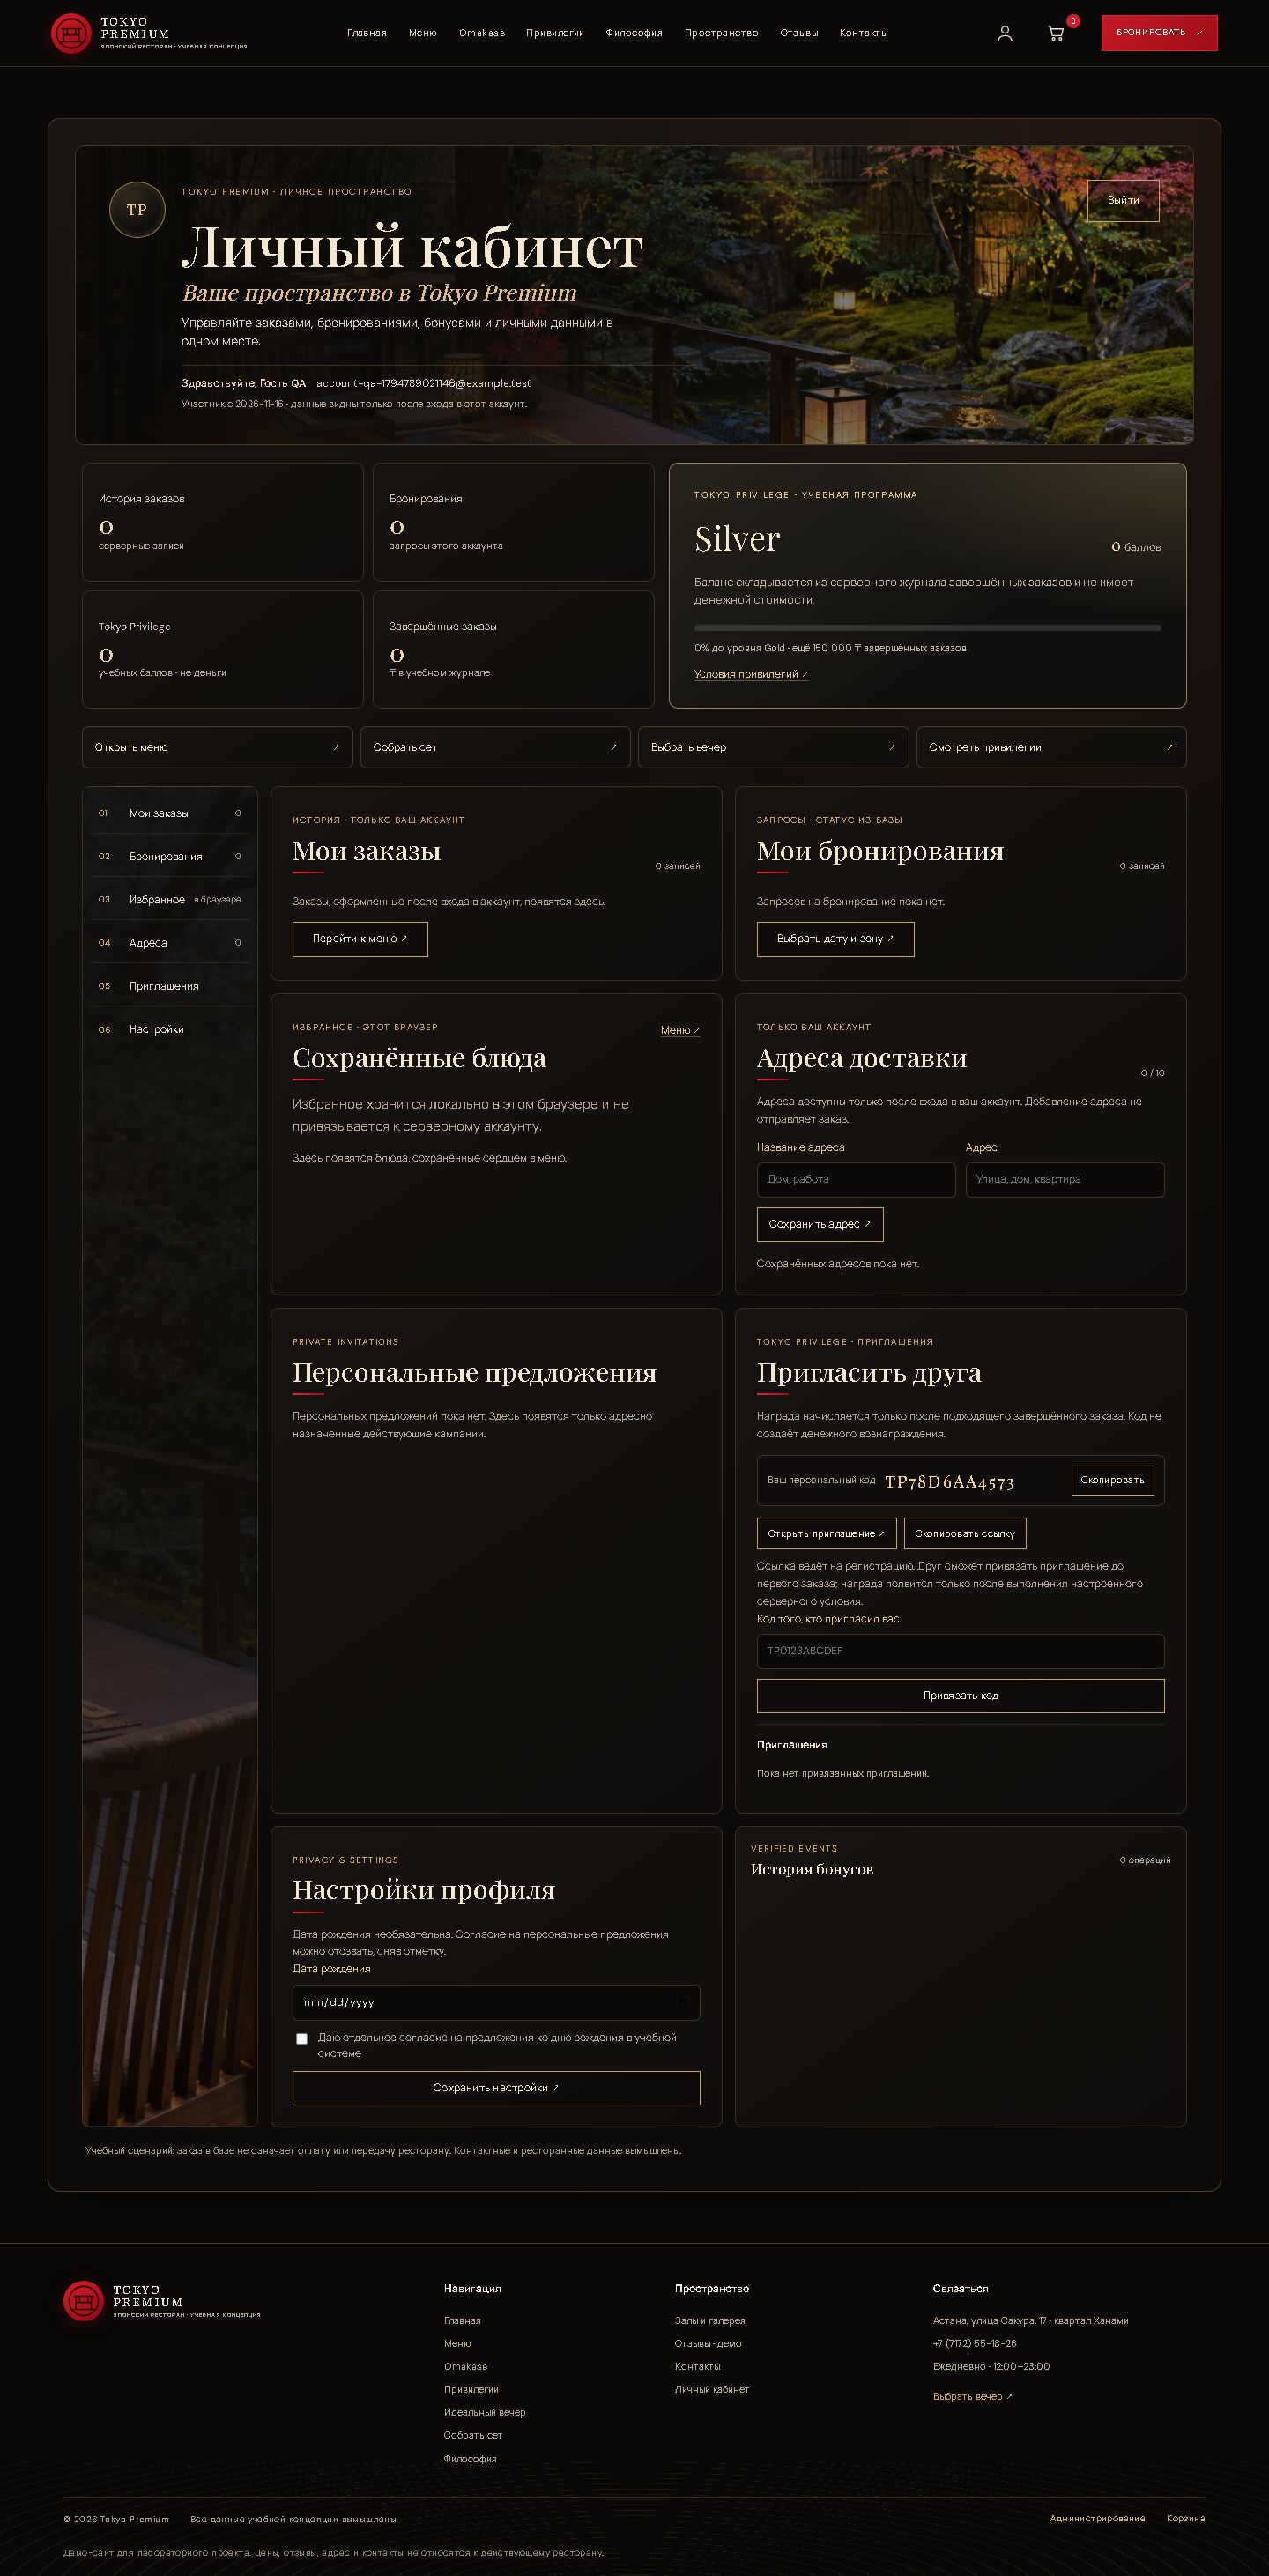 TOKYO
PREMIUM
ЯПОНСКИЙ РЕСТОРАН · УЧЕБНАЯ КОНЦЕПЦИЯ
Главная
Меню
Omakase
Привилегии
Философия
Пространство
Отзывы
Контакты
0
БРОНИРОВАТЬ ↗
TP
TOKYO PREMIUM · ЛИЧНОЕ ПРОСТРАНСТВО
Выйти
Личный кабинет
Ваше пространство в Tokyo Premium
Управляйте заказами, бронированиями, бонусами и личными данными в
одном месте.
Здравствуйте, Гость QA account-qa-1794789021146@example.test
Участник с 2026-11-16 · данные видны только после входа в этот аккаунт.
История заказов
0
серверные записи
Бронирования
0
запросы этого аккаунта
Tokyo Privilege
0
учебных баллов · не деньги
Завершённые заказы
0
₸ в учебном журнале
TOKYO PRIVILEGE · УЧЕБНАЯ ПРОГРАММА
Silver
0 баллов
Баланс складывается из серверного журнала завершённых заказов и не имеет
денежной стоимости.
0% до уровня Gold · ещё 150 000 ₸ завершённых заказов
Условия привилегий ↗
Открыть меню ↗
Собрать сет ↗
Выбрать вечер ↗
Смотреть привилегии ↗
01 Мои заказы 0
02 Бронирования 0
03 Избранное в браузере
04 Адреса 0
05 Приглашения
06 Настройки
ИСТОРИЯ · ТОЛЬКО ВАШ АККАУНТ
Мои заказы
0 записей
Заказы, оформленные после входа в аккаунт, появятся здесь.
Перейти к меню ↗
ЗАПРОСЫ · СТАТУС ИЗ БАЗЫ
Мои бронирования
0 записей
Запросов на бронирование пока нет.
Выбрать дату и зону ↗
ИЗБРАННОЕ · ЭТОТ БРАУЗЕР
Меню ↗
Сохранённые блюда
Избранное хранится локально в этом браузере и не
привязывается к серверному аккаунту.
Здесь появятся блюда, сохранённые сердцем в меню.
ТОЛЬКО ВАШ АККАУНТ
Адреса доставки
0 / 10
Адреса доступны только после входа в ваш аккаунт. Добавление адреса не
отправляет заказ.
Название адреса
Адрес
Дом, работа
Улица, дом, квартира
Сохранить адрес ↗
Сохранённых адресов пока нет.
PRIVATE INVITATIONS
Персональные предложения
Персональных предложений пока нет. Здесь появятся только адресно
назначенные действующие кампании.
TOKYO PRIVILEGE · ПРИГЛАШЕНИЯ
Пригласить друга
Награда начисляется только после подходящего завершённого заказа. Код не
создаёт денежного вознаграждения.
Ваш персональный код TP78D6AA4573
Скопировать
Открыть приглашение ↗
Скопировать ссылку
Ссылка ведёт на регистрацию. Друг сможет привязать приглашение до
первого заказа; награда появится только после выполнения настроенного
серверного условия.
Код того, кто пригласил вас
TP0123ABCDEF
Привязать код
Приглашения
Пока нет привязанных приглашений.
PRIVACY & SETTINGS
Настройки профиля
Дата рождения необязательна. Согласие на персональные предложения
можно отозвать, сняв отметку.
Дата рождения
mm/dd/yyyy
Даю отдельное согласие на предложения ко дню рождения в учебной
системе
Сохранить настройки ↗
VERIFIED EVENTS
История бонусов
0 операций
Учебный сценарий: заказ в базе не означает оплату или передачу ресторану. Контактные и ресторанные данные вымышлены.
TOKYO
PREMIUM
ЯПОНСКИЙ РЕСТОРАН · УЧЕБНАЯ КОНЦЕПЦИЯ
Навигация
Главная
Меню
Omakase
Привилегии
Идеальный вечер
Собрать сет
Философия
Пространство
Залы и галерея
Отзывы · демо
Контакты
Личный кабинет
Связаться
Астана, улица Сакура, 17 · квартал Ханами
+7 (7172) 55-18-26
Ежедневно · 12:00–23:00
Выбрать вечер ↗
© 2026 Tokyo Premium
Все данные учебной концепции вымышлены
Администрирование
Корзина
Демо-сайт для лабораторного проекта. Цены, отзывы, адрес и контакты не относятся к действующему ресторану.